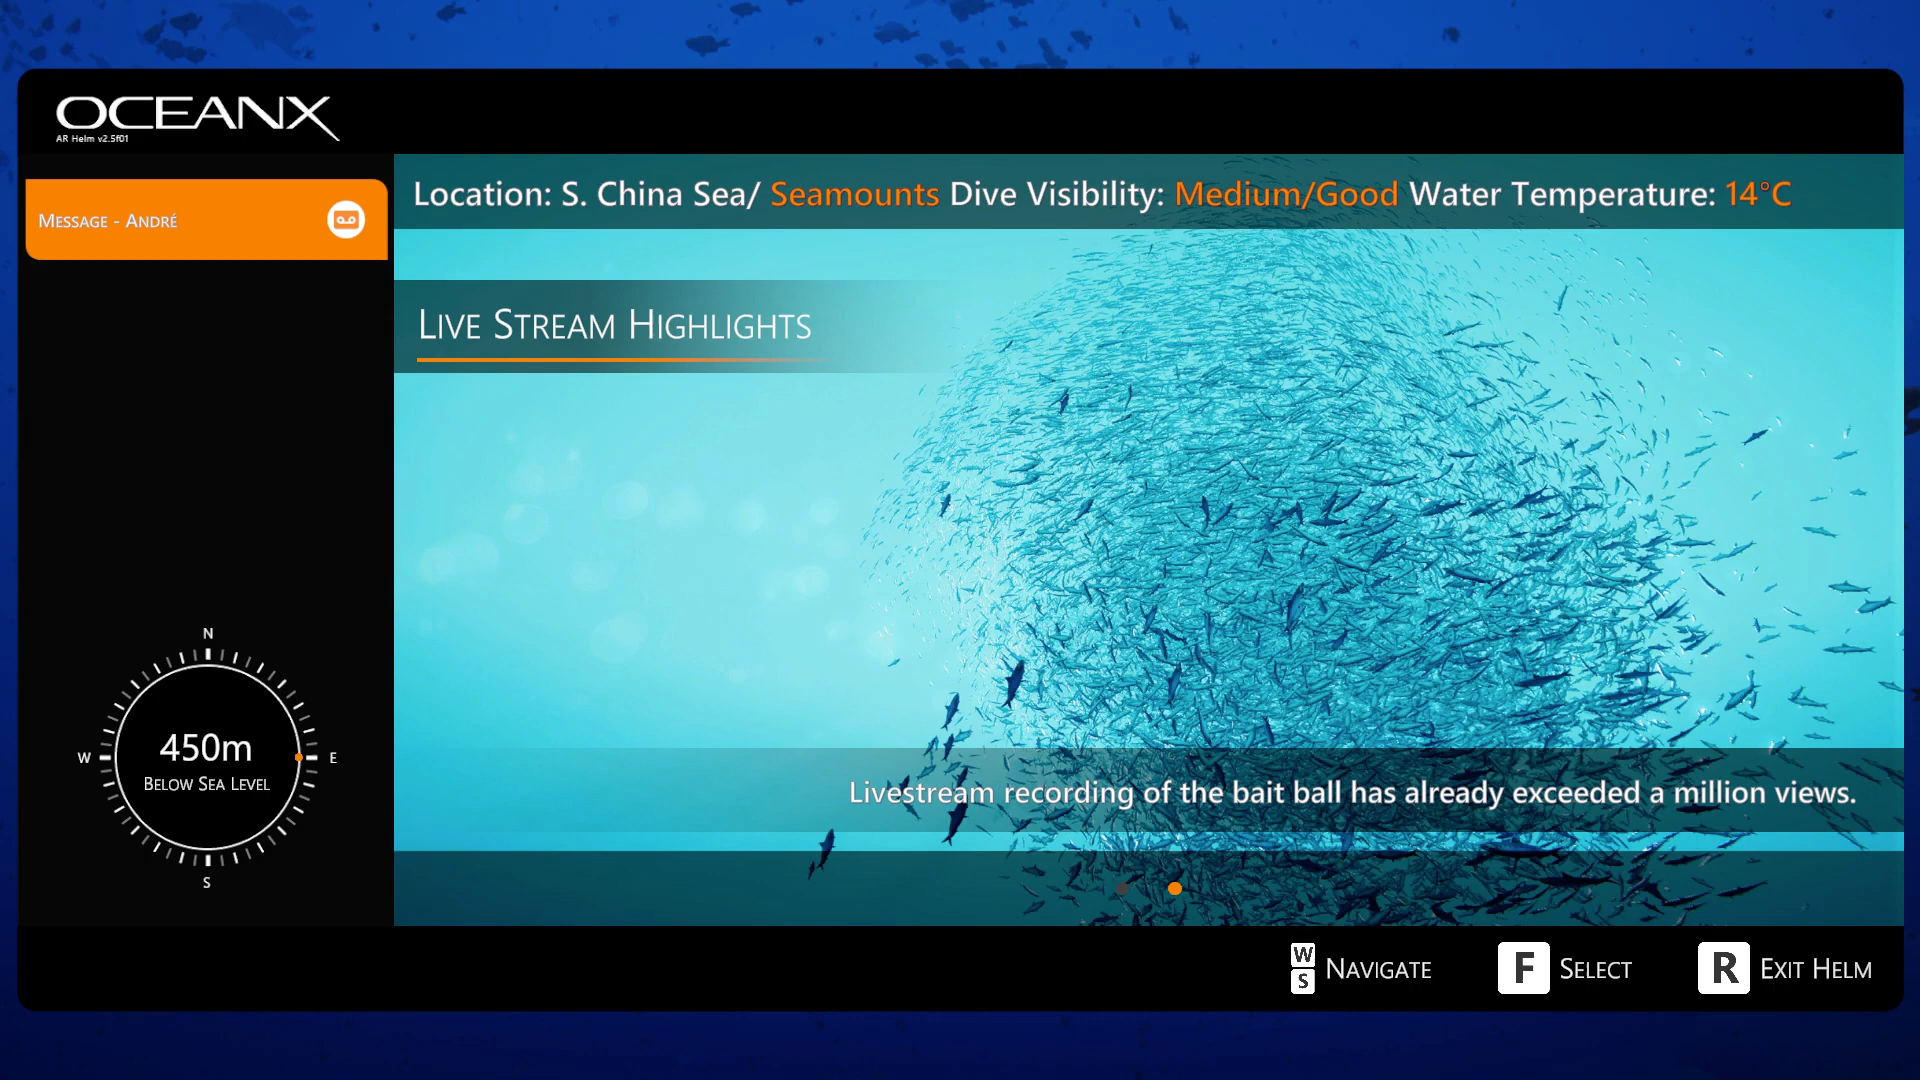 OCEANX
AR Helm v2.5f01
Message - André
Location: S. China Sea/ Seamounts Dive Visibility: Medium/Good Water Temperature: 14°C
Live Stream Highlights
N
W
E
S
450m
Below Sea Level
Livestream recording of the bait ball has already exceeded a million views.
W
S
Navigate
F Select
R Exit Helm